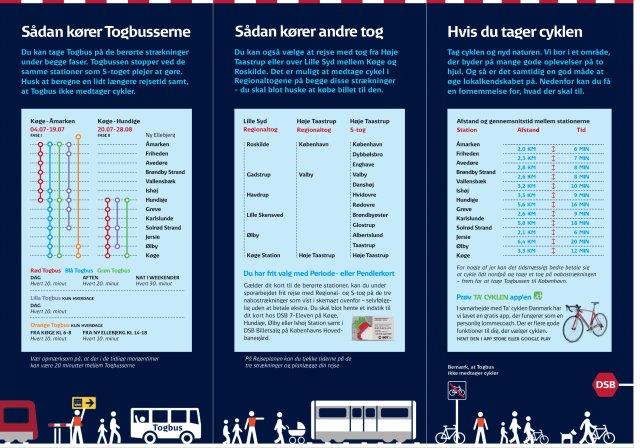 Sådan kører Togbusserne
Du kan tage Togbus på de berørte strækninger
under begge faser. Togbussen stopper ved de
samme stationer som S-toget plejer at gøre.
Husk at beregne en lidt længere rejsetid samt,
at Togbus ikke medtager cykler.
Køge-Åmarken
04.07-19.07
FASE I
Køge-Hundige
20.07-28.08
FASE II
Ny Ellebjerg
Åmarken
Friheden
Avedøre
Brøndby Strand
Vallensbæk
Ishøj
Hundige
Greve
Karlslunde
Solrød Strand
Jersie
Ølby
Køge
Rød Togbus Blå Togbus Grøn Togbus
DAG AFTEN NAT I WEEKENDER
Hvert 10. minut Hvert 20. minut Hvert 30. minut
Lilla Togbus KUN HVERDAGE
DAG
Hvert 10. minut
Orange Togbus KUN HVERDAGE
FRA KØGE KL 6-8 FRA NY ELLEBJERG KL 14-18
Hvert 10. minut Hvert 10. minut
Vær opmærksom på, at der i de tidlige morgentimer
kan være 20 minutter mellem Togbusserne
Togbus
Sådan kører andre tog
Du kan også vælge at rejse med tog fra Høje
Taastrup eller over Lille Syd mellem Køge og
Roskilde. Det er muligt at medtage cykel i
Regionaltogene på begge disse strækninger
– du skal blot huske at købe billet til den.
Lille Syd Høje Taastrup Høje Taastrup
Regionaltog Regionaltog S-tog
Roskilde København København
Dybbølsbro
Enghave
Gadstrup Valby Valby
Danshøj
Havdrup Hvidovre
Rødovre
Lille Skensved Brøndbyøster
Glostrup
Ølby Albertslund
Taastrup
Køge Station Høje Taastrup Høje Taastrup
Du har frit valg med Periode- eller Pendlerkort
Gælder dit kort til de berørte stationer, kan du under
sporarbejdet frit rejse med Regional- og S-tog de tre
nabostrækninger som vist i skemaet ovenfor – selvfølge-
lig uden at betale ekstra. Du skal blot hente et indstik til
dit kort hos DSB 7-Eleven på Køge,
Hundige, Ølby eller Ishøj Station samt i
DSB Billetsalg på Københavns Hoved-
banegård.
På Rejseplanen kan du tjekke tiderne på de
tre strækninger og planlægge din rejse
Hvis du tager cyklen
Tag cyklen og nyd naturen. Vi bor i et område,
der byder på mange gode oplevelser på to
hjul. Og så er det samtidig en god måde at
øge lokalkendskabet på. Nedenfor kan du få
en fornemmelse for, hvad der skal til.
Afstand og gennemsnitstid mellem stationerne
Station Afstand Tid
Åmarken
2,0 KM 6 MIN
Friheden
2,3 KM 7 MIN
Avedøre
2,8 KM 8 MIN
Brøndby Strand
2,6 KM 8 MIN
Vallensbæk
3,2 KM 10 MIN
Ishøj
3,5 KM 9 MIN
Hundige
5,6 KM 16 MIN
Greve
2,6 KM 9 MIN
Karlslunde
5,8 KM 18 MIN
Solrød Strand
2,1 KM 6 MIN
Jersie
6,4 KM 20 MIN
Ølby
3,3 KM 12 MIN
Køge
For nogle af jer kan det tidsmæssigt bedre betale sig
at cykle lidt nordpå og tage et tog på nabostrækningen
– frem for at tage Togbussen til København.
Prøv TA' CYKLEN app'en
I samarbejde med Ta' cyklen Danmark har
vi lavet en gratis app, der fungerer som en
personlig lommecoach. Der er flere gode
funktioner til dig, der vælger cyklen.
HENT DEN I APP STORE ELLER GOOGLE PLAY
Bemærk, at Togbus
ikke medtager cykler
DSB